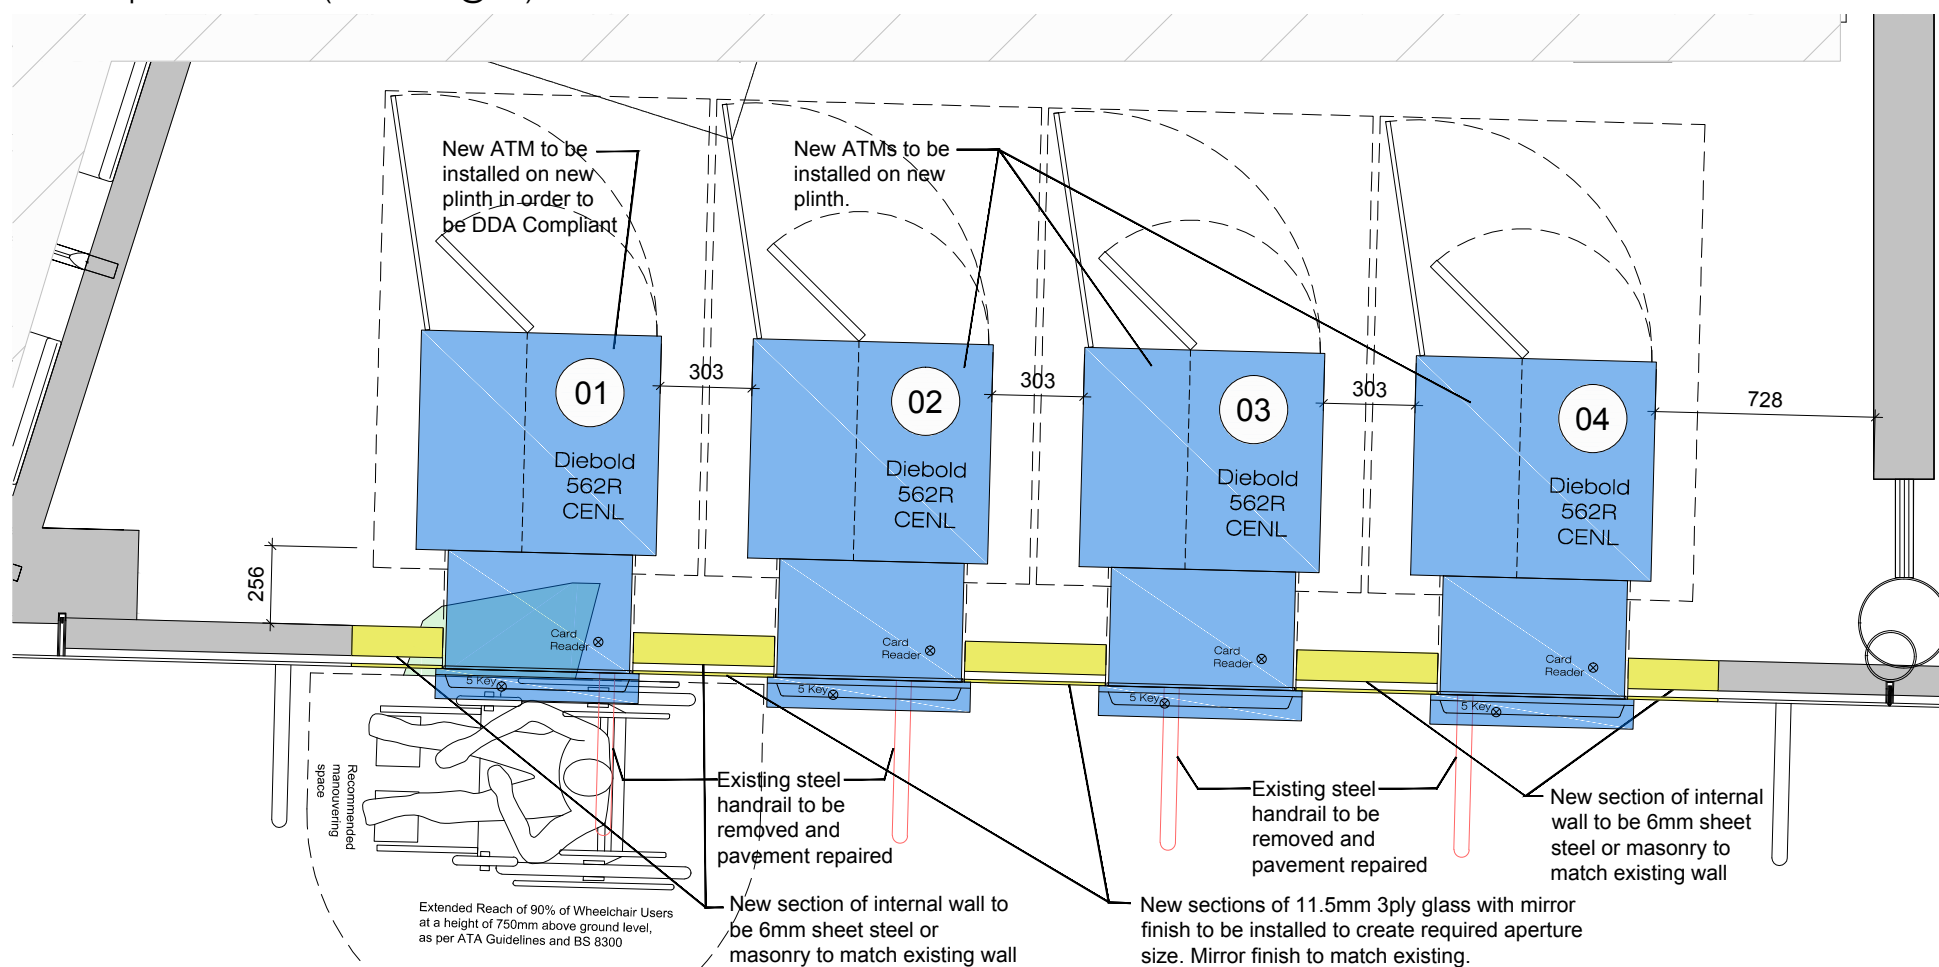 New ATM to be
installed on new
plinth in order to
be DDA Compliant
New ATMs to be
installed on new
plinth.
303
303
303
728
256
01
Diebold
562R
CENL
02
Diebold
562R
CENL
03
Diebold
562R
CENL
04
Diebold
562R
CENL
Card
Reader
Card
Reader
Card
Reader
Card
Reader
5 Key
5 Key
5 Key
5 Key
Recommended
manouvering
space
Existing steel
handrail to be
removed and
pavement repaired
Existing steel
handrail to be
removed and
pavement repaired
New section of internal
wall to be 6mm sheet
steel or masonry to
match existing wall
Extended Reach of 90% of Wheelchair Users
at a height of 750mm above ground level,
as per ATA Guidelines and BS 8300
New section of internal wall to
be 6mm sheet steel or
masonry to match existing wall
New sections of 11.5mm 3ply glass with mirror
finish to be installed to create required aperture
size. Mirror finish to match existing.